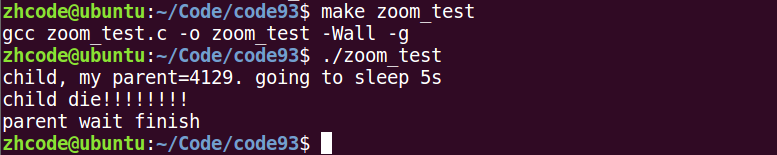 zhcode@ubuntu:~/Code/code93$ make zoom_test
gcc zoom_test.c -o zoom_test -Wall -g
zhcode@ubuntu:~/Code/code93$ ./zoom_test
child, my parent=4129. going to sleep 5s
child die!!!!!!!!
parent wait finish
zhcode@ubuntu:~/Code/code93$